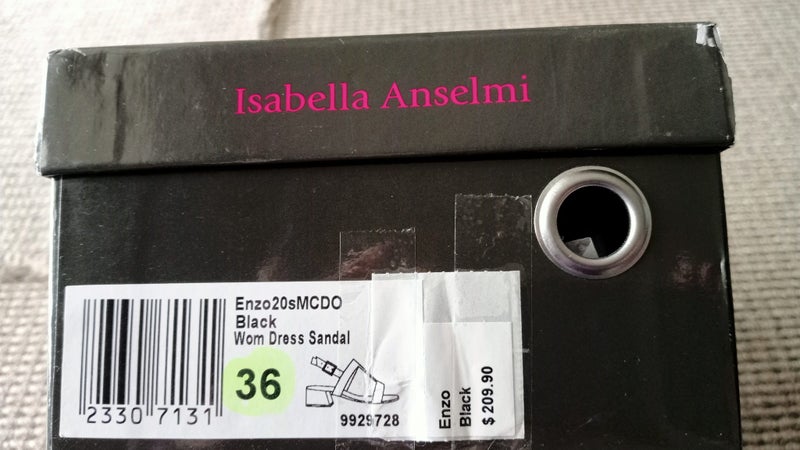 Isabella Anselmi
Enzo20sMCDO
Black
Wom Dress Sandal
36
2330 7131
9929728
Enzo
Black
$ 209.90